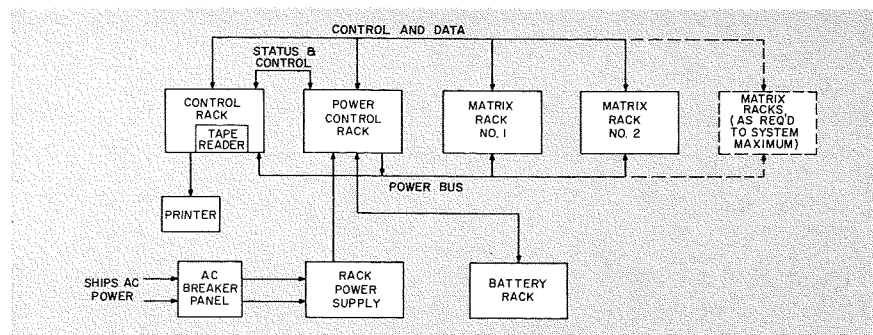 CONTROL AND DATA
STATUS &
CONTROL
CONTROL
RACK
TAPE
READER
POWER
CONTROL
RACK
MATRIX
RACK
NO. 1
MATRIX
RACK
NO. 2
MATRIX
RACKS
(AS REQ'D
TO SYSTEM
MAXIMUM)
POWER BUS
PRINTER
SHIPS AC
POWER
AC
BREAKER
PANEL
RACK
POWER
SUPPLY
BATTERY
RACK